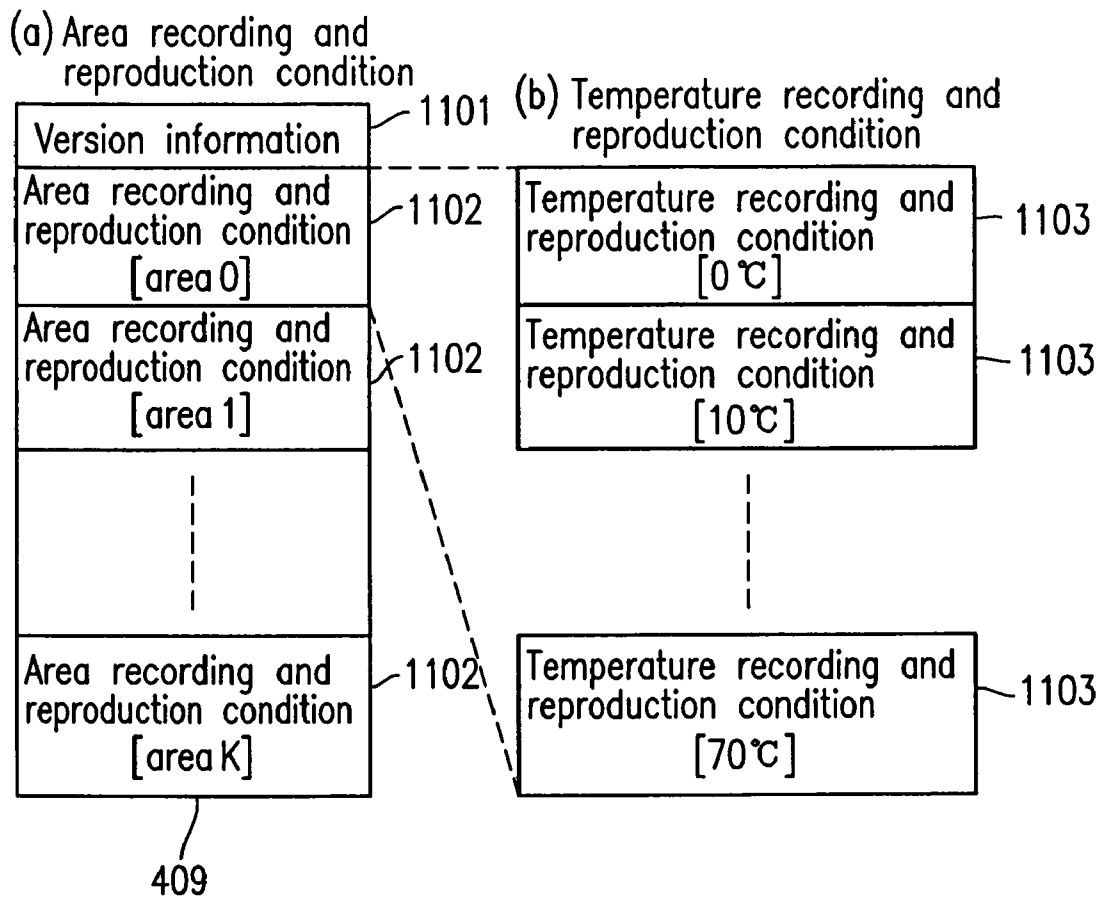 (a) Area recording and
reproduction condition
Version information
1101
Area recording and
reproduction condition
[area 0]
1102
Area recording and
reproduction condition
[area 1]
1102
Area recording and
reproduction condition
[area K]
1102
409
(b) Temperature recording and
reproduction condition
Temperature recording and
reproduction condition
[0℃]
1103
Temperature recording and
reproduction condition
[10℃]
1103
Temperature recording and
reproduction condition
[70℃]
1103